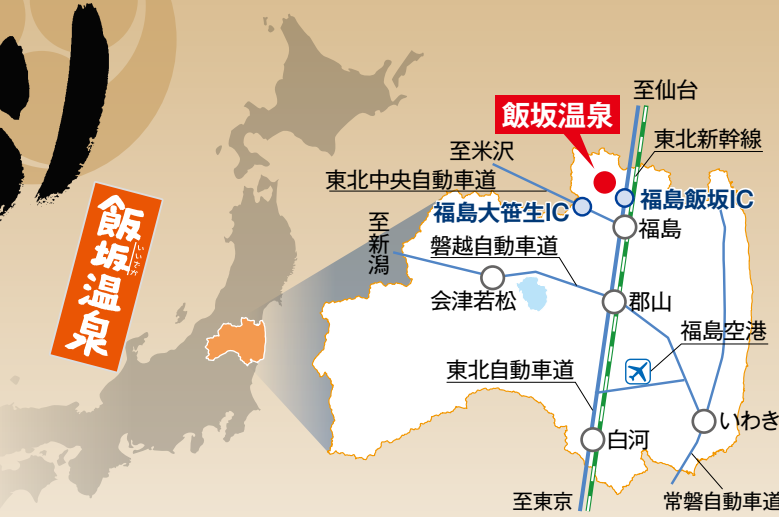 り
飯坂温泉
いいざか
至仙台
飯坂温泉
東北新幹線
至米沢
東北中央自動車道
福島大笹生IC
福島飯坂IC
至新潟
福島
磐越自動車道
会津若松
郡山
福島空港
東北自動車道
いわき
白河
至東京
常磐自動車道